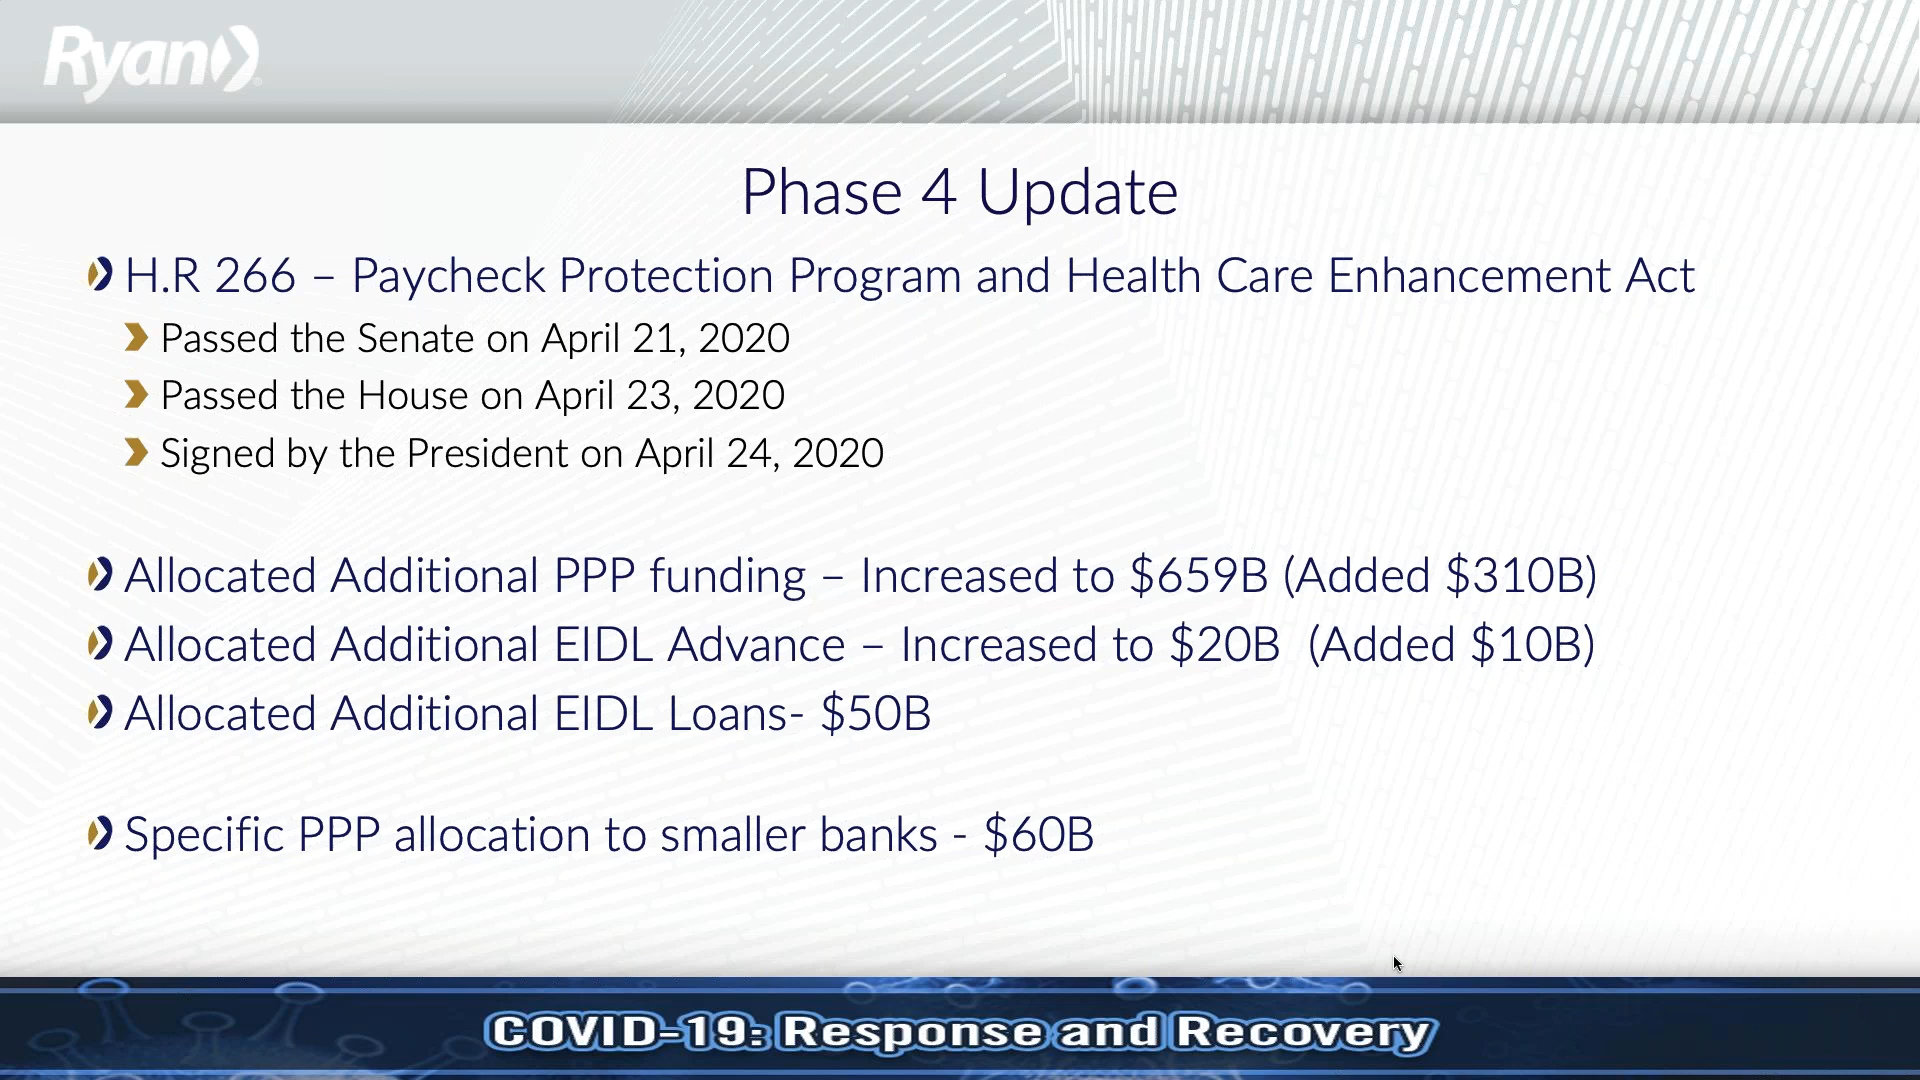 Ryan
Phase 4 Update
H.R 266 – Paycheck Protection Program and Health Care Enhancement Act
Passed the Senate on April 21, 2020
Passed the House on April 23, 2020
Signed by the President on April 24, 2020
Allocated Additional PPP funding – Increased to $659B (Added $310B)
Allocated Additional EIDL Advance – Increased to $20B (Added $10B)
Allocated Additional EIDL Loans- $50B
Specific PPP allocation to smaller banks - $60B
COVID-19: Response and Recovery